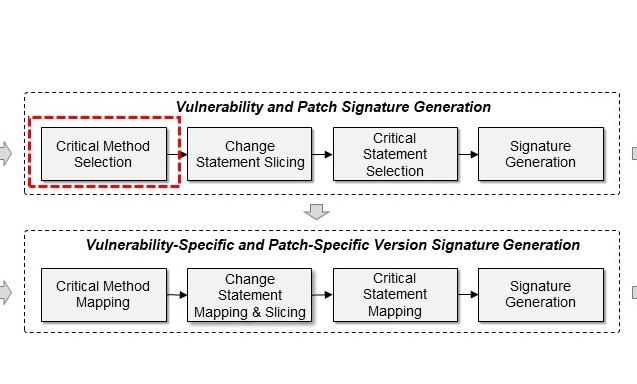 Vulnerability and Patch Signature Generation
Critical Method
Selection
Change
Statement Slicing
Critical
Statement
Selection
Signature
Generation
Vulnerability-Specific and Patch-Specific Version Signature Generation
Critical Method
Mapping
Change
Statement
Mapping & Slicing
Critical
Statement
Mapping
Signature
Generation